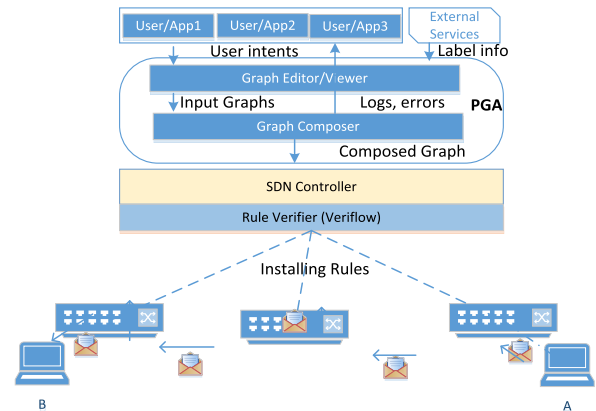 User/App1
User/App2
User/App3
External
Services
User intents
Label info
Graph Editor/Viewer
Input Graphs
Logs, errors
PGA
Graph Composer
Composed Graph
SDN Controller
Rule Verifier (Veriflow)
Installing Rules
B
A